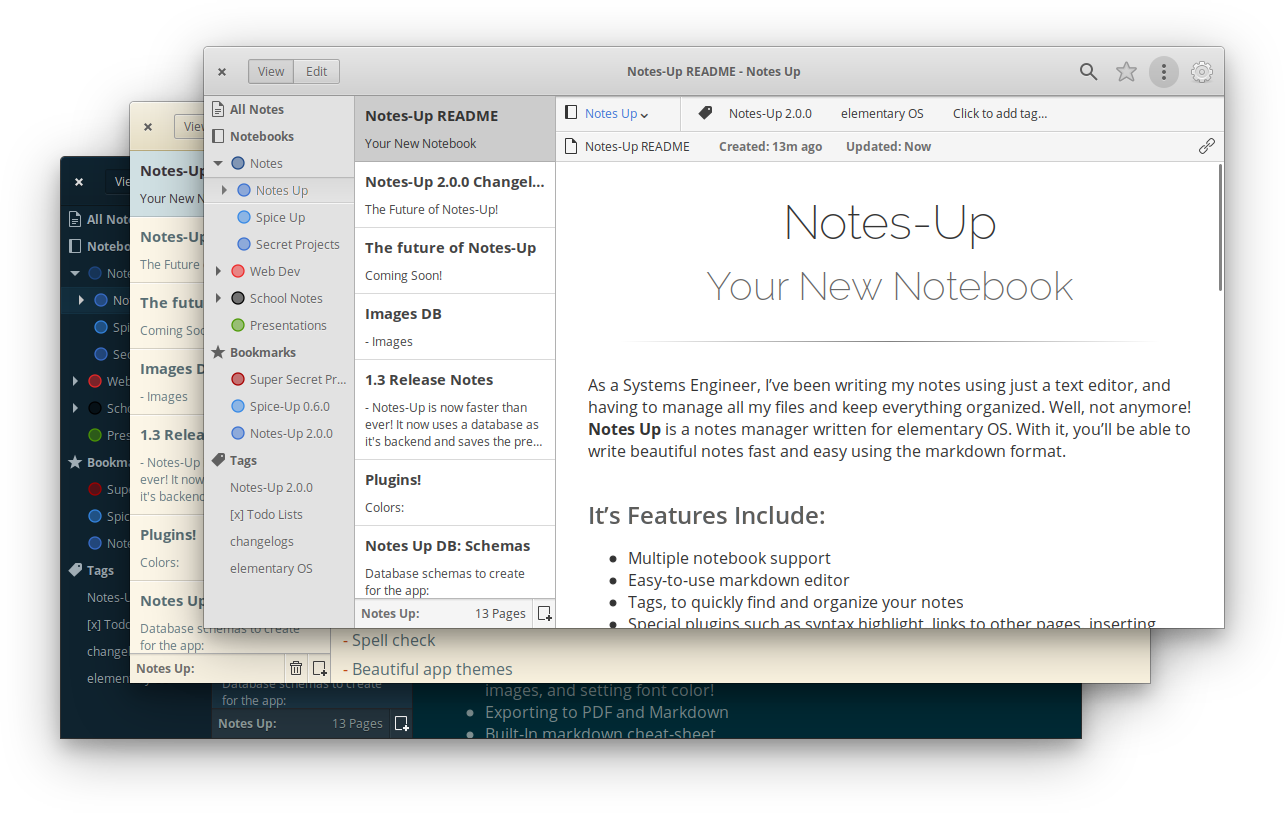 View Edit
Notes-Up README - Notes Up
All Notes
Notebooks
Notes
Notes Up
Spice Up
Secret Projects
Web Dev
School Notes
Presentations
Bookmarks
Super Secret Pr...
Spice-Up 0.6.0
Notes-Up 2.0.0
Tags
Notes-Up 2.0.0
[x] Todo Lists
changelogs
elementary OS
Notes-Up README
Your New Notebook
Notes-Up 2.0.0 Changel...
The Future of Notes-Up!
The future of Notes-Up
Coming Soon!
Images DB
- Images
1.3 Release Notes
- Notes-Up is now faster than
ever! It now uses a database as
it's backend and saves the pre...
Plugins!
Colors:
Notes Up DB: Schemas
Database schemas to create
for the app:
Notes Up: 13 Pages
Notes Up
Notes-Up 2.0.0 elementary OS Click to add tag...
Notes-Up README Created: 13m ago Updated: Now
Notes-Up
Your New Notebook
As a Systems Engineer, I’ve been writing my notes using just a text editor, and
having to manage all my files and keep everything organized. Well, not anymore!
Notes Up is a notes manager written for elementary OS. With it, you’ll be able to
write beautiful notes fast and easy using the markdown format.
It’s Features Include:
• Multiple notebook support
• Easy-to-use markdown editor
• Tags, to quickly find and organize your notes
• Special plugins such as syntax highlight, links to other pages, inserting
Notes-Up
Your New N
Notes-Up
The Future
The futu
Coming Soo
Images D
- Images
1.3 Relea
- Notes-Up
ever! It now
it's backend
Plugins!
Colors:
Notes Up
Database schemas to create
for the app:
Notes Up:
- Spell check
- Beautiful app themes
All Not
Notebo
Note
No
Spi
Sec
Web
Scho
Pres
Bookma
Sup
Spic
Note
Tags
Notes-U
[x] Todo
changel
elemen
Database schemas to create
for the app:
Notes Up: 13 Pages
images, and setting font color!
• Exporting to PDF and Markdown
• Built-In markdown cheat-sheet